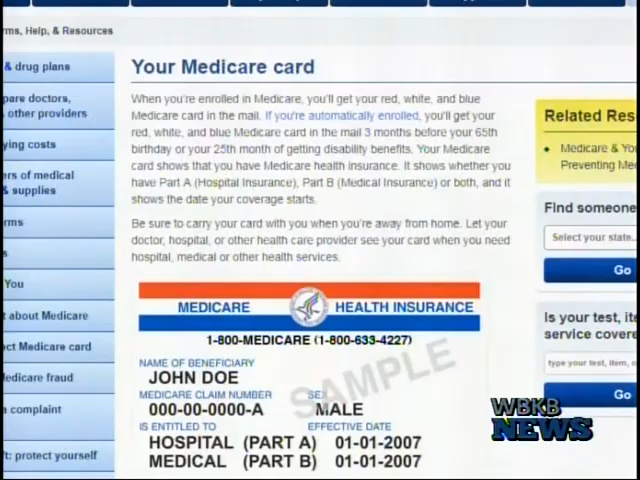 rms, Help, & Resources
& drug plans
pare doctors,
other providers
ying costs
ers of medical
& supplies
rms
s
You
t about Medicare
ct Medicare card
edicare fraud
a complaint
ft: protect yourself
Your Medicare card
When you're enrolled in Medicare, you'll get your red, white, and blue
Medicare card in the mail. If you're automatically enrolled, you'll get your
red, white, and blue Medicare card in the mail 3 months before your 65th
birthday or your 25th month of getting disability benefits. Your Medicare
card shows that you have Medicare health insurance. It shows whether you
have Part A (Hospital Insurance), Part B (Medical Insurance) or both, and it
shows the date your coverage starts.
Be sure to carry your card with you when you're away from home. Let your
doctor, hospital, or other health care provider see your card when you need
hospital, medical or other health services.
MEDICARE HEALTH INSURANCE
1-800-MEDICARE (1-800-633-4227)
NAME OF BENEFICIARY
JOHN DOE
MEDICARE CLAIM NUMBER SEX
000-00-0000-A MALE
IS ENTITLED TO EFFECTIVE DATE
HOSPITAL (PART A) 01-01-2007
MEDICAL (PART B) 01-01-2007
SAMPLE
Related Res
Medicare & Yo
Preventing Me
Find someone
Select your state..
Go
Is your test, ite
service covere
type your test, item, o
Go
WBKB
NEWS